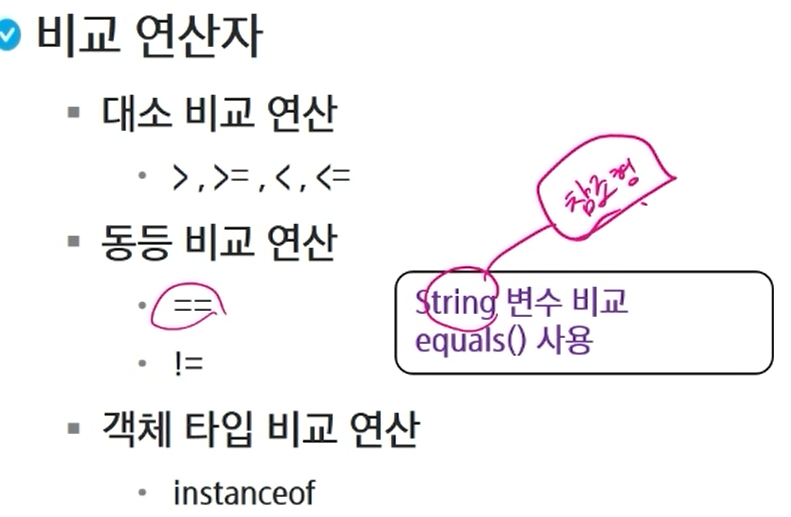 비교 연산자
대소 비교 연산
> , >= , < , <=
동등 비교 연산
참조형
==
String 변수 비교
equals() 사용
!=
객체 타입 비교 연산
instanceof